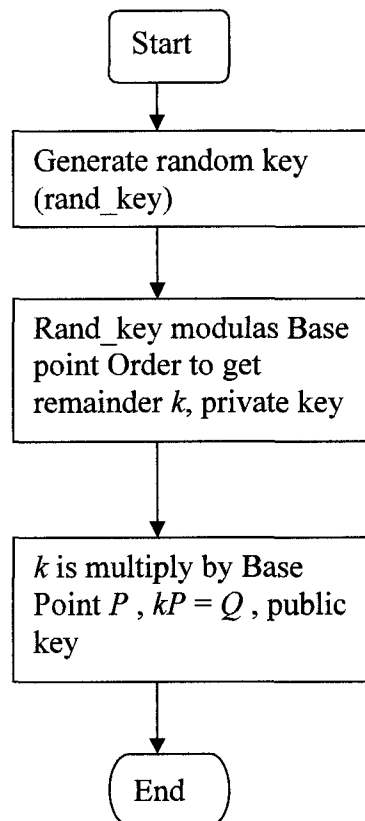 Start
Generate random key
(rand_key)
Rand_key modulas Base
point Order to get
remainder k, private key
k is multiply by Base
Point P , kP = Q , public
key
End